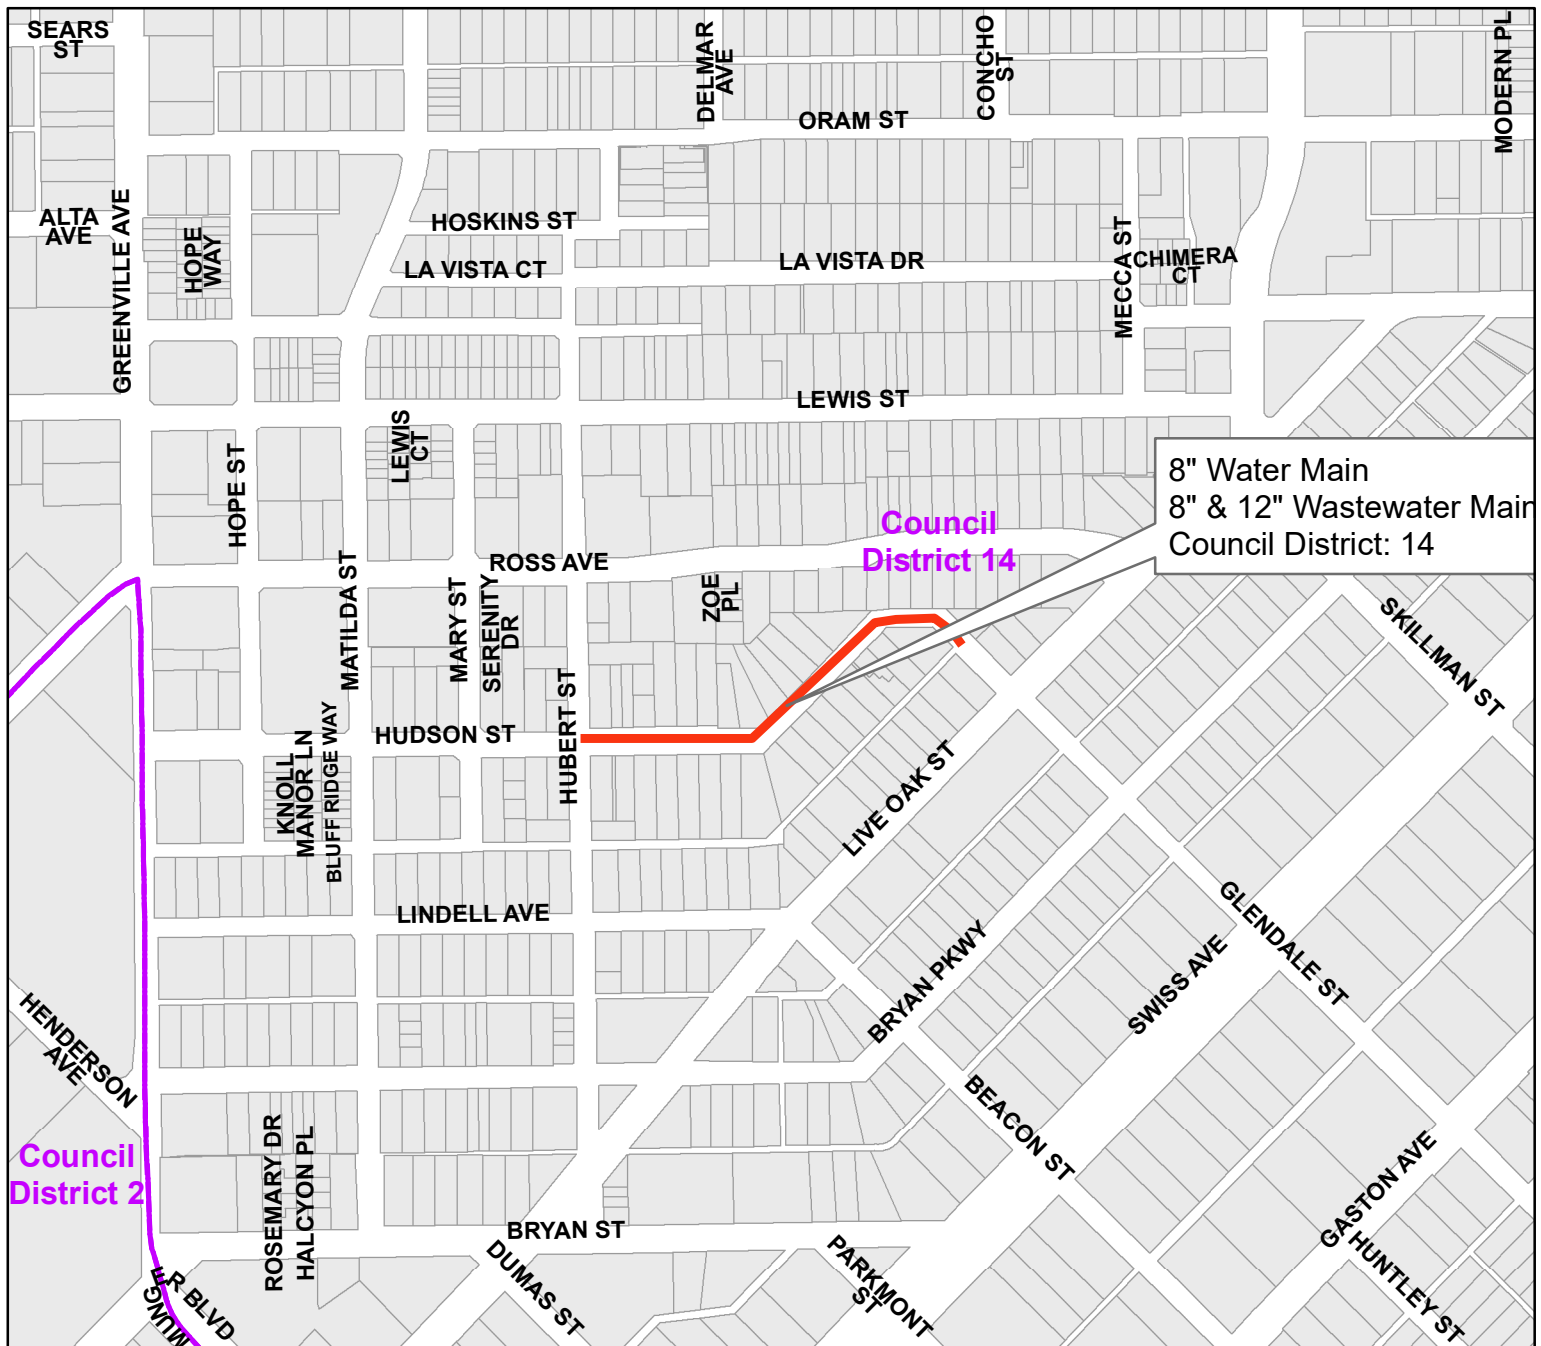 SEARS
ST
DELMAR
AVE
CONCHO
ST
MODERN PL
ORAM ST
ALTA
AVE
GREENVILLE AVE
HOPE
WAY
HOSKINS ST
LA VISTA CT
LA VISTA DR
MECCA ST
CHIMERA
CT
LEWIS ST
LEWIS
CT
HOPE ST
8" Water Main
8" & 12" Wastewater Main
Council District: 14
Council
District 14
ROSS AVE
MATILDA ST
MARY ST
SERENITY
DR
ZOE
PL
SKILLMAN ST
HUBERT ST
HUDSON ST
KNOLL
MANOR LN
BLUFF RIDGE WAY
LIVE OAK ST
LINDELL AVE
GLENDALE ST
BRYAN PKWY
SWISS AVE
HENDERSON
AVE
BEACON ST
Council
District 2
ROSEMARY DR
HALCYON PL
GASTON AVE
BRYAN ST
DUMAS ST
PARKMONT
ST
HUNTLEY ST
MUNGE
R BLVD